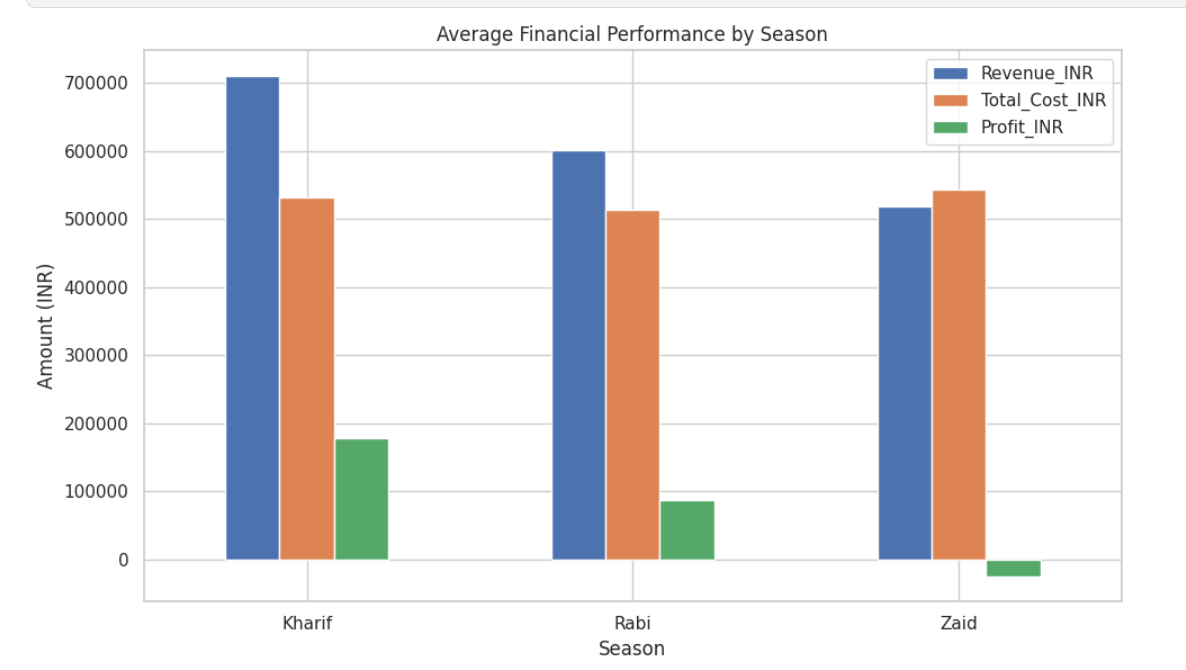 Average Financial Performance by Season
Revenue_INR
Total_Cost_INR
Profit_INR
700000
600000
500000
400000
300000
200000
100000
0
Amount (INR)
Kharif
Rabi
Zaid
Season